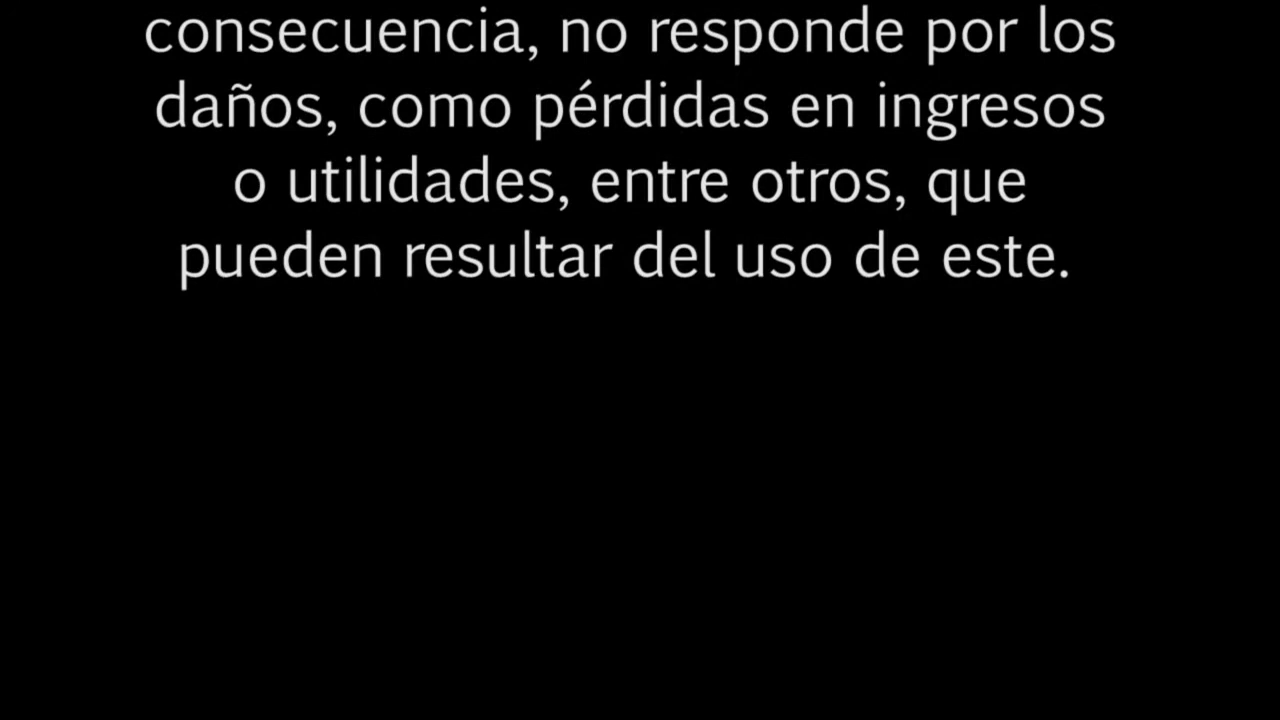 consecuencia, no responde por los
daños, como pérdidas en ingresos
o utilidades, entre otros, que
pueden resultar del uso de este.